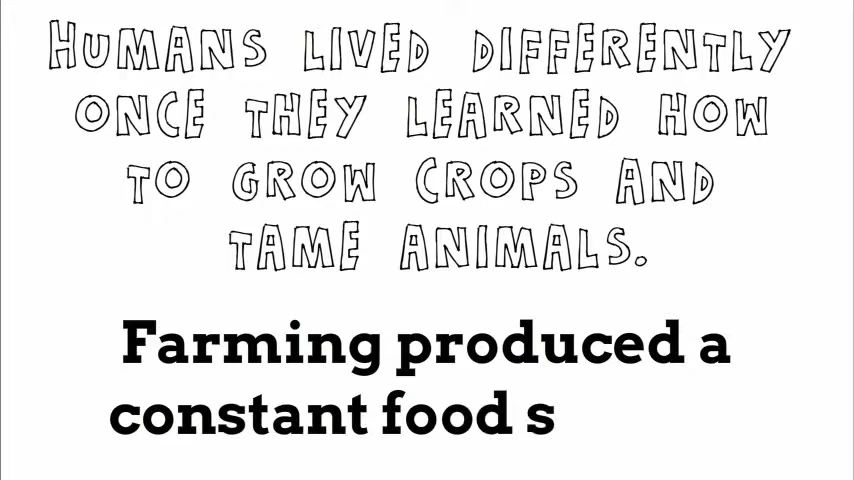 HUMANS LIVED DIFFERENTLY
ONCE THEY LEARNED HOW
TO GROW CROPS AND
TAME ANIMALS.
Farming produced a
constant food s